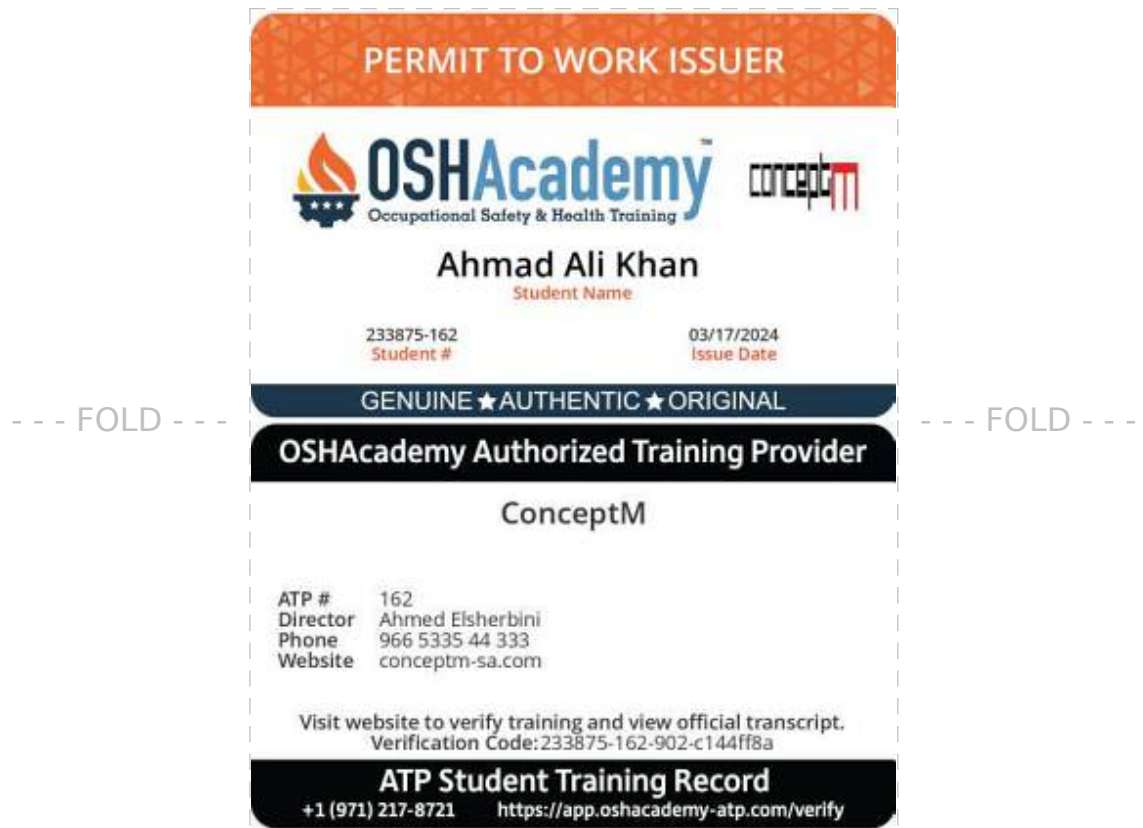 PERMIT TO WORK ISSUER
OSHAcademy™
Occupational Safety & Health Training
conceptm
Ahmad Ali Khan
Student Name
233875-162 03/17/2024
Student # Issue Date
GENUINE ★ AUTHENTIC ★ ORIGINAL
- - - FOLD - - - - - - FOLD - - -
OSHAcademy Authorized Training Provider
ConceptM
ATP # 162
Director Ahmed Elsherbini
Phone 966 5335 44 333
Website conceptm-sa.com
Visit website to verify training and view official transcript.
Verification Code:233875-162-902-c144ff8a
ATP Student Training Record
+1 (971) 217-8721 https://app.oshacademy-atp.com/verify